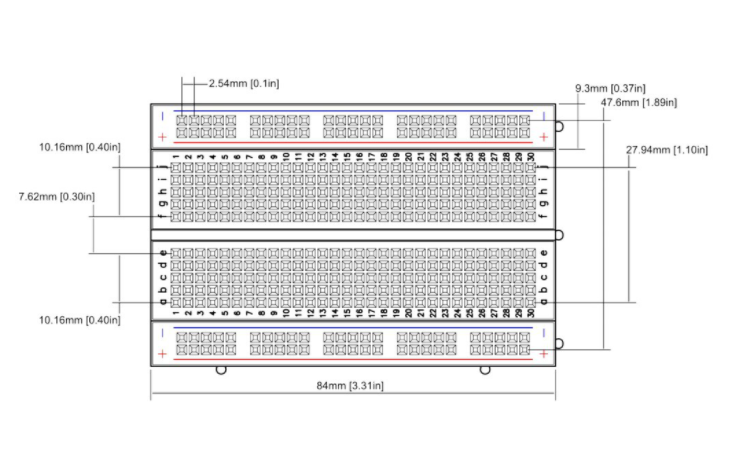 2.54mm [0.1in]
9.3mm [0.37in]
47.6mm [1.89in]
− −
+ +
10.16mm [0.40in]
27.94mm [1.10in]
1 2 3 4 5 6 7 8 9 10 11 12 13 14 15 16 17 18 19 20 21 22 23 24 25 26 27 28 29 30
f g h i j
f g h i j
7.62mm [0.30in]
a b c d e
a b c d e
1 2 3 4 5 6 7 8 9 10 11 12 13 14 15 16 17 18 19 20 21 22 23 24 25 26 27 28 29 30
10.16mm [0.40in]
− −
+ +
84mm [3.31in]